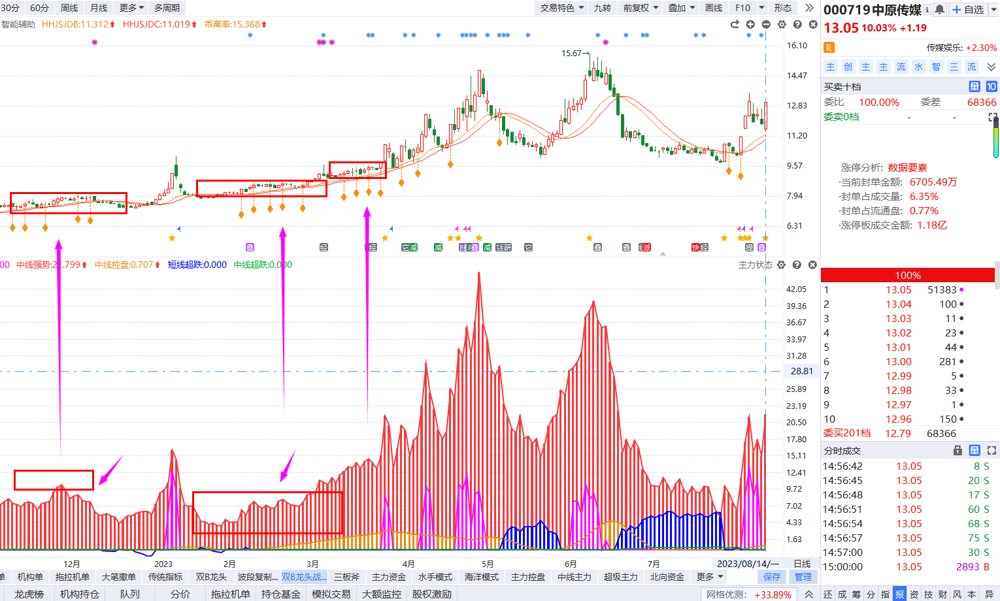 30分 60分 周线 月线 更多 多周期 交易特色 九转 前复权 叠加 画线 F10 形态
智能辅助 HHJSJDB:11.312 HHJSJDC:11.019 乖离率:15.368
15.67
16.10
14.47
12.83
11.20
9.57
7.94
6.31
叠 经 经 它 减 减 叠 减 研 它 叠 叠 派 快 经 提 叠
00 中线强势:2 .799 中线控盘:0.707 短线超跌:0.000 中线超跌:0.000 主力状态
42.05
39.36
36.67
33.97
31.28
28.81
25.89
23.19
20.50
17.80
15.11
12.41
9.72
7.02
4.33
1.63
12月 2023 2月 3月 4月 5月 6月 7月 2023/08/14/一 日线
单 机构单 拖拉机单 大笔撤单 传统指标 双B龙头 波段复制... 双B龙头战... 三板斧 主力资金 水手模式 海洋模式 主力控盘 中线主力 超级主力 北向资金 更多 保存 管理
龙虎榜 机构持仓 队列 分价 拖拉机单 持仓基金 模拟交易 大额监控 股权激励 网格优测: +33.89%
000719 中原传媒 自选
13.05 10.03% +1.19
R 传媒娱乐: +2.30%
主 创 主 主 流 水 智 三 流
买卖十档 量 10
委比 100.00% 委差 68366
委卖0档 - -
涨停分析: 数据要素
·当前封单金额: 6705.49万
·封单占成交量: 6.35%
·封单占流通盘: 0.77%
·涨停板成交金额: 1.18亿
100%
1 13.05 51383
2 13.04 100
3 13.03 11
4 13.02 23
5 13.01 44
6 13.00 281
7 12.99 5
8 12.98 33
9 12.97 1
10 12.96 150
委买201档 12.79 68366
分时成交 量
14:56:42 13.05 8 S
14:56:45 13.05 20 S
14:56:48 13.05 17 S
14:56:51 13.05 60 S
14:56:54 13.05 68 S
14:56:57 13.05 75 S
14:57:00 13.05 30 S
15:00:00 13.05 2893 B
还 成 筹 分 指 报 资 技 财 风 本 异